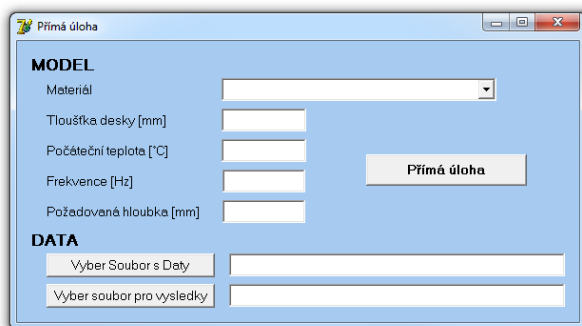 Přímá úloha
MODEL
Materiál
Tloušťka desky [mm]
Počáteční teplota [°C]
Frekvence [Hz]
Přímá úloha
Požadovaná hloubka [mm]
DATA
Vyber Soubor s Daty
Vyber soubor pro vysledky